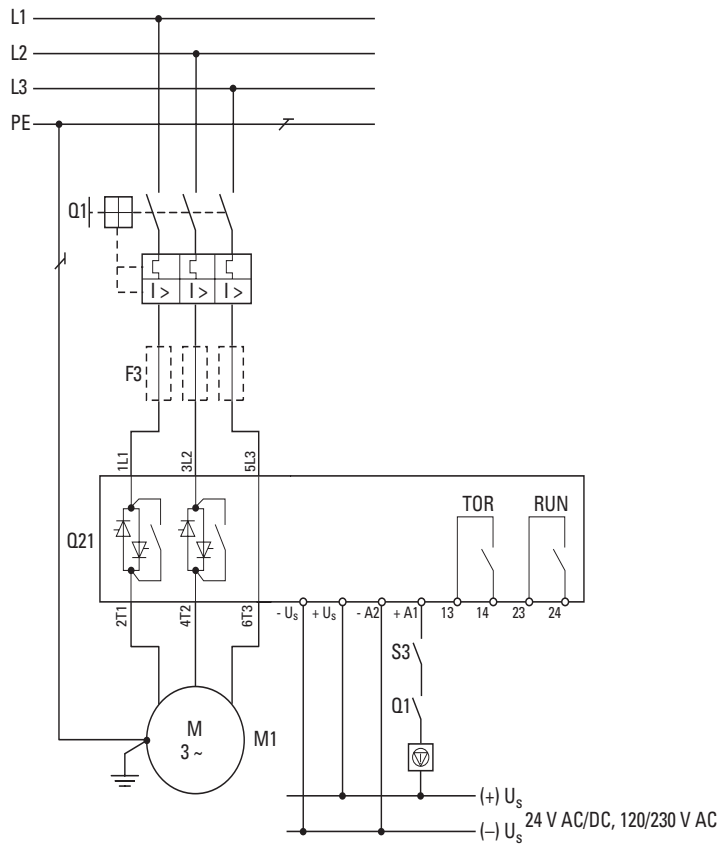 L1
L2
L3
PE
Q1
I > I > I >
F3
1L1 3L2 5L3
TOR RUN
Q21
2T1 4T2 6T3 - Us + Us - A2 + A1 13 14 23 24
S3
Q1
M
3 ~
M1
(+) Us
24 V AC/DC, 120/230 V AC
(–) Us